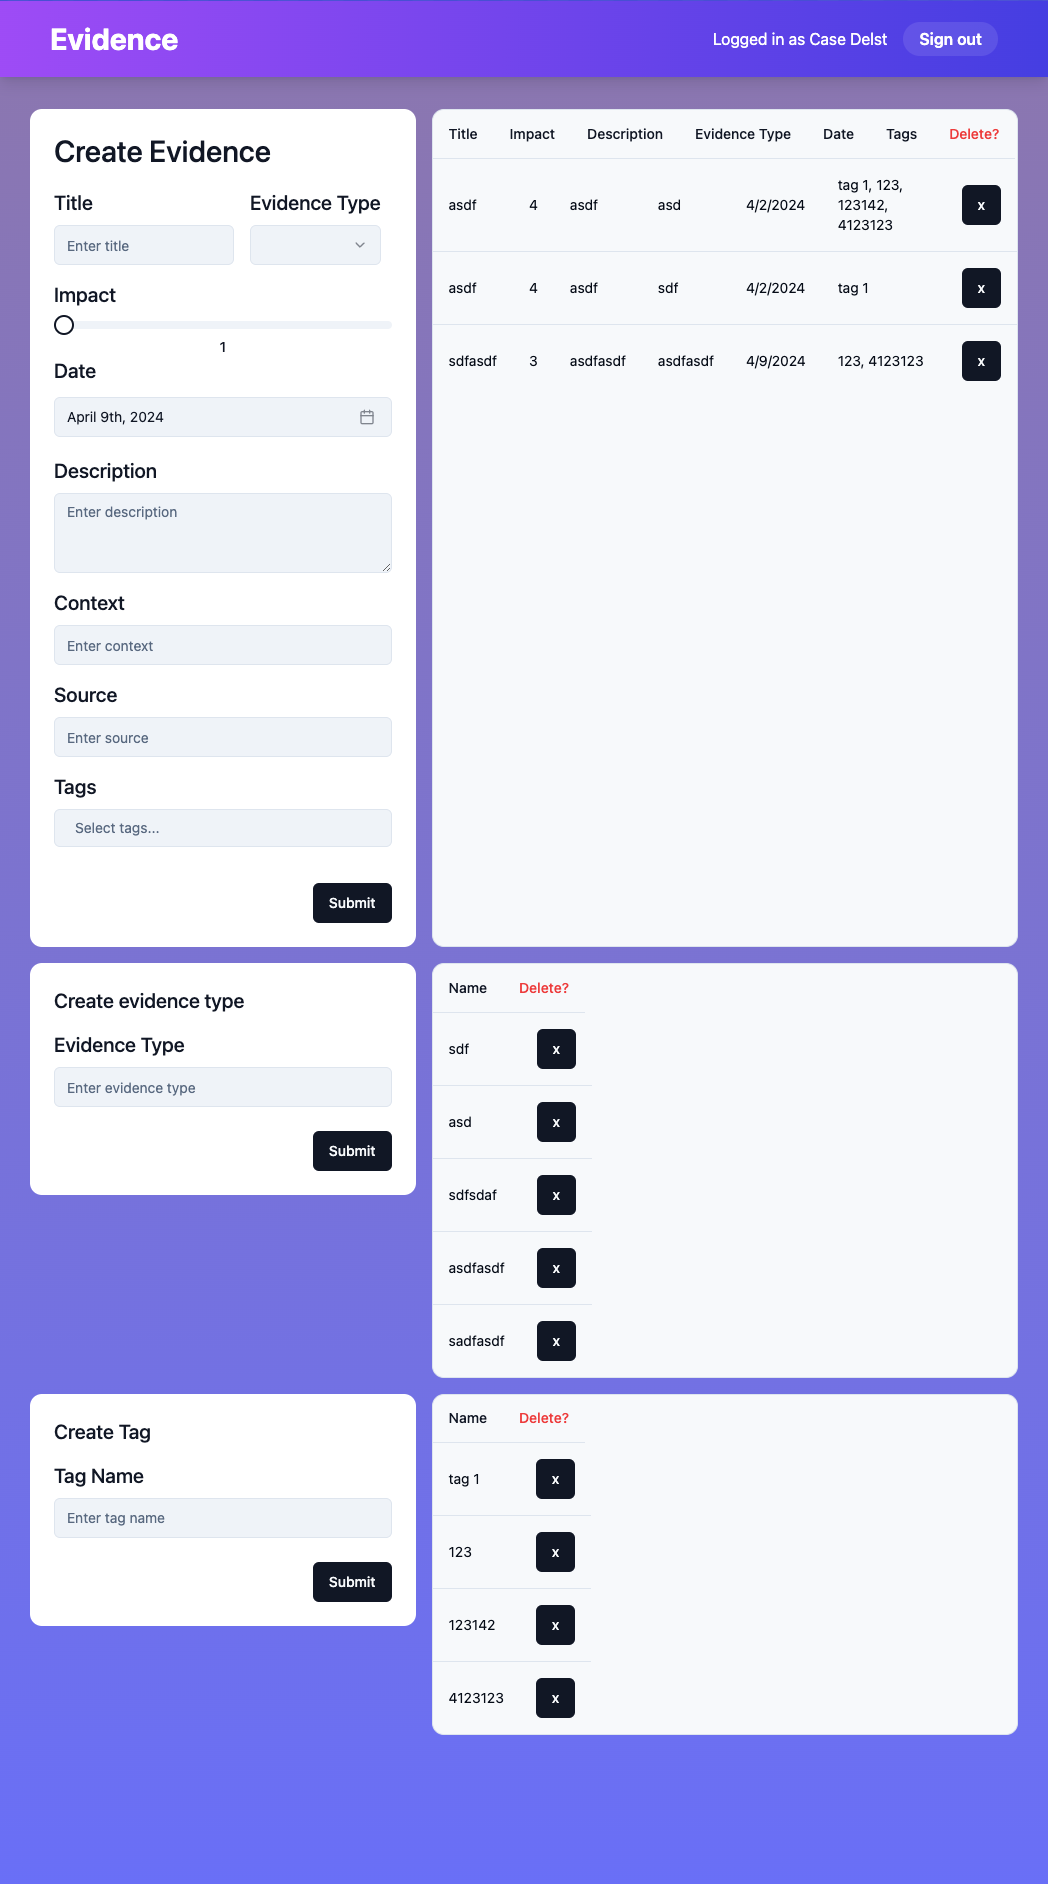 Evidence
Logged in as Case Delst
Sign out
Create Evidence
Title
Evidence Type
Enter title
Impact
1
Date
April 9th, 2024
Description
Enter description
Context
Enter context
Source
Enter source
Tags
Select tags...
Submit
Title Impact Description Evidence Type Date Tags Delete?
asdf 4 asdf asd 4/2/2024 tag 1, 123,
123142,
4123123
x
asdf 4 asdf sdf 4/2/2024 tag 1 x
sdfasdf 3 asdfasdf asdfasdf 4/9/2024 123, 4123123 x
Create evidence type
Evidence Type
Enter evidence type
Submit
Name Delete?
sdf x
asd x
sdfsdaf x
asdfasdf x
sadfasdf x
Create Tag
Tag Name
Enter tag name
Submit
Name Delete?
tag 1 x
123 x
123142 x
4123123 x